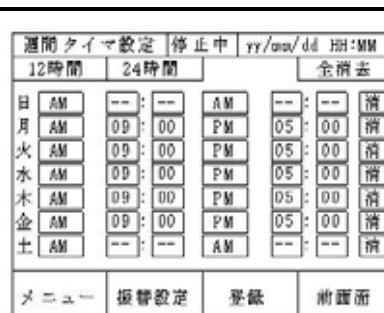 週間タイマ設定 停止中 yy/mm/dd HH:MM
12時間 24時間 全消去
日 AM --:-- AM --:-- 消
月 AM 09:00 PM 05:00 消
火 AM 09:00 PM 05:00 消
水 AM 09:00 PM 05:00 消
木 AM 09:00 PM 05:00 消
金 AM 09:00 PM 05:00 消
土 AM --:-- AM --:-- 消
メニュー 振替設定 登録 前画面